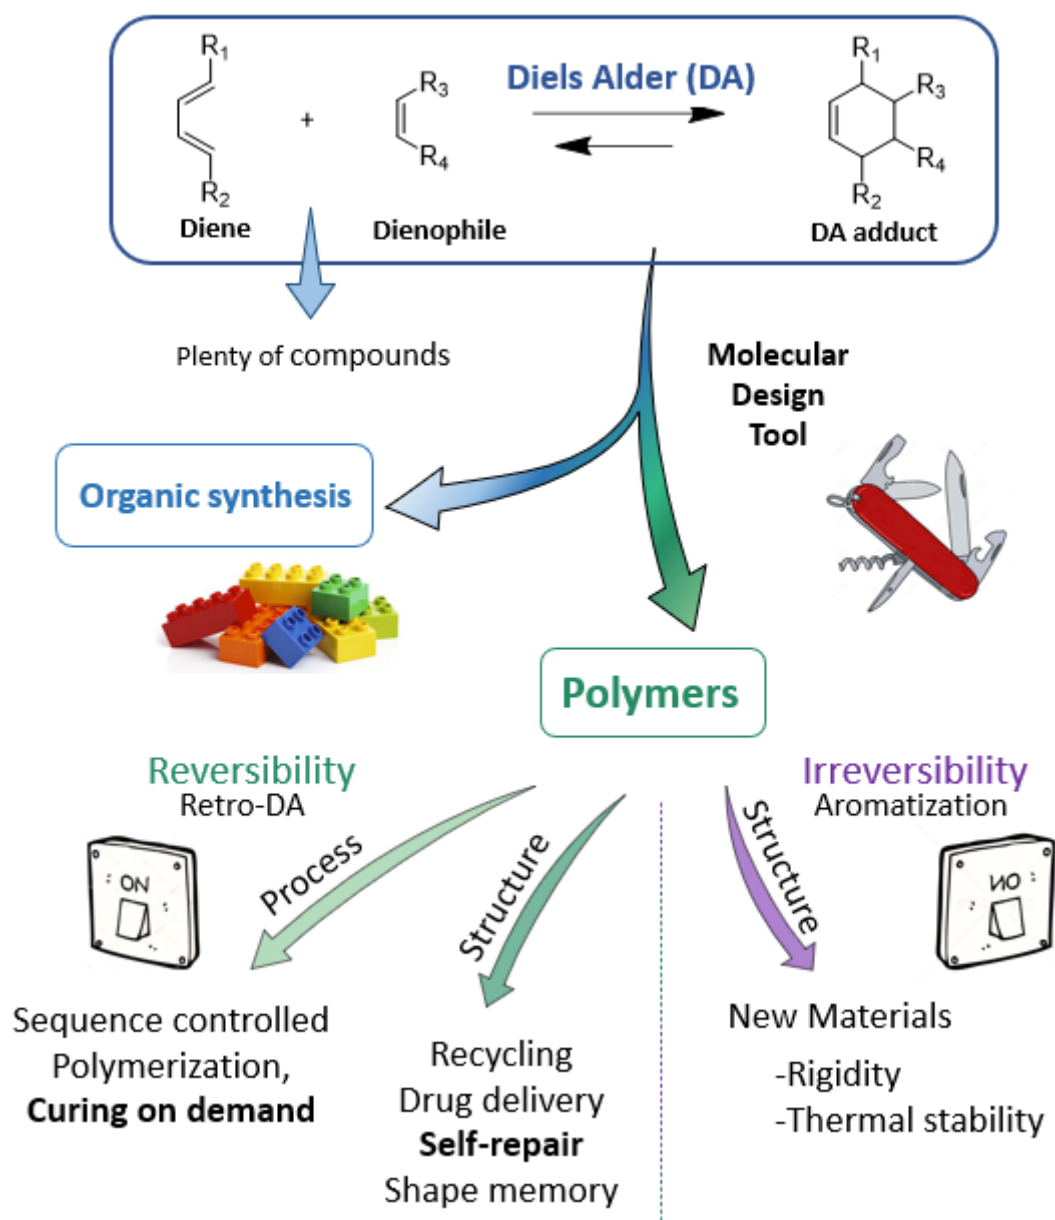 R1
R3
Diels Alder (DA)
R1
R3
+
R2
R4
R2
R4
Diene
Dienophile
DA adduct
Plenty of compounds
Molecular
Design
Tool
Organic synthesis
Polymers
Reversibility
Retro-DA
Irreversibility
Aromatization
ON
Process
Structure
Structure
ON
Sequence controlled
Polymerization,
Curing on demand
Recycling
Drug delivery
Self-repair
Shape memory
New Materials
-Rigidity
-Thermal stability